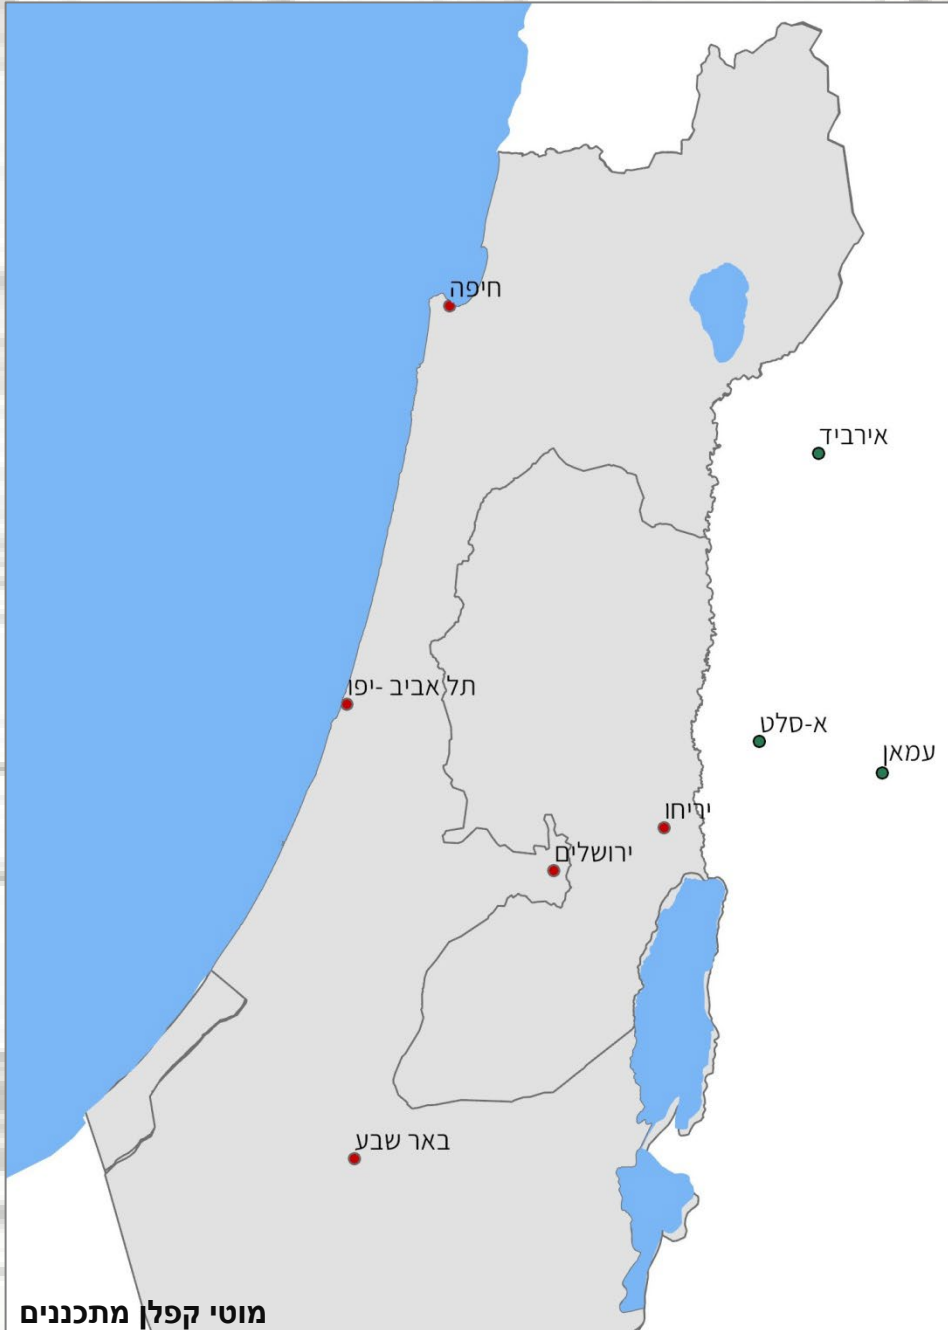 חיפה
אירביד
תל אביב -יפו
א-סלט
עמאן
יריחו
ירושלים
באר שבע
מוטי קפלן מתכננים